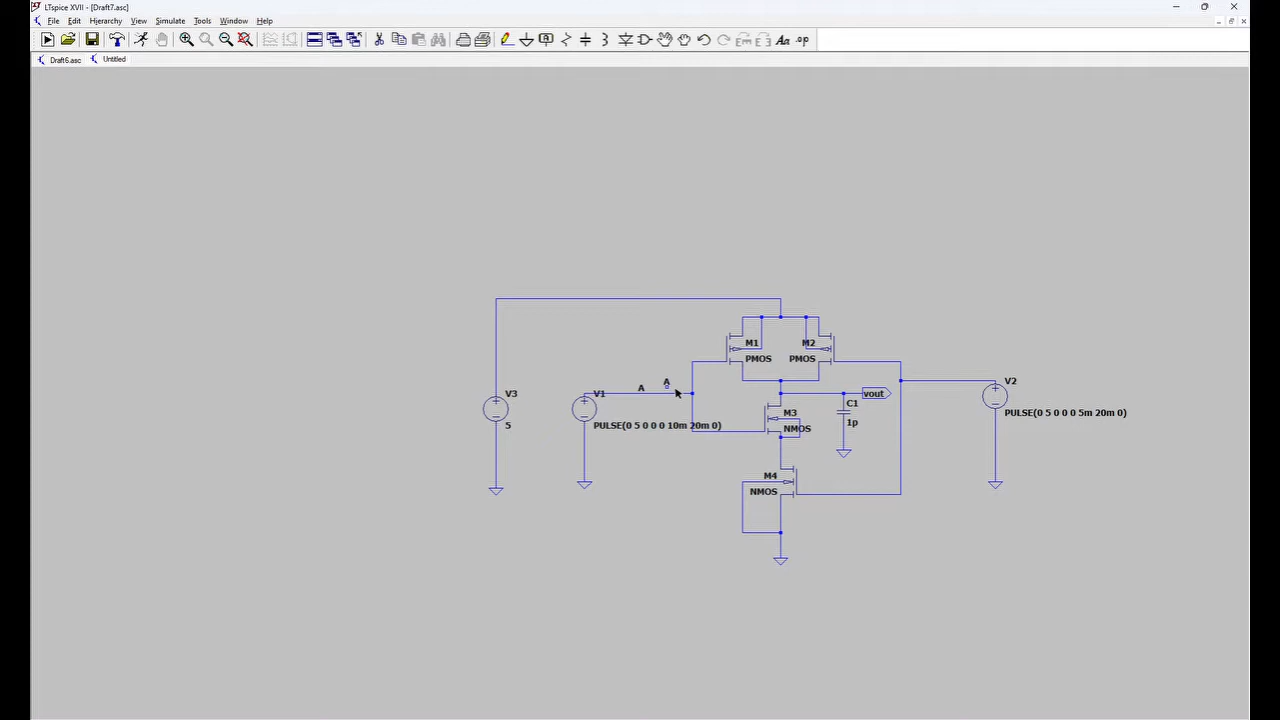 LTspice XVII - [Draft7.asc]
File Edit Hierarchy View Simulate Tools Window Help
Aa .op
Draft6.asc Untitled
M1 M2
PMOS PMOS
A A
V3 V1 vout V2
C1
M3
5 PULSE(0 5 0 0 0 10m 20m 0) NMOS 1p PULSE(0 5 0 0 0 5m 20m 0)
M4
NMOS